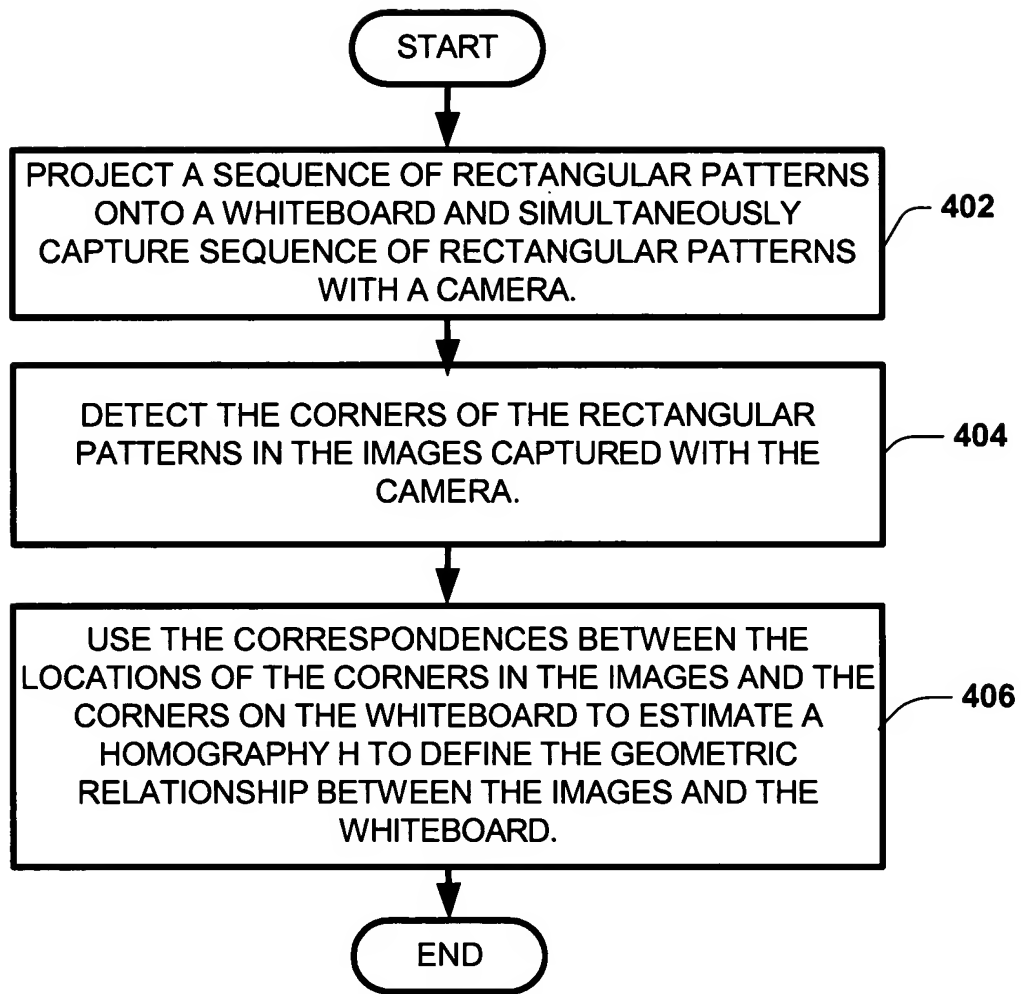 START
PROJECT A SEQUENCE OF RECTANGULAR PATTERNS
ONTO A WHITEBOARD AND SIMULTANEOUSLY
CAPTURE SEQUENCE OF RECTANGULAR PATTERNS
WITH A CAMERA.
402
DETECT THE CORNERS OF THE RECTANGULAR
PATTERNS IN THE IMAGES CAPTURED WITH THE
CAMERA.
404
USE THE CORRESPONDENCES BETWEEN THE
LOCATIONS OF THE CORNERS IN THE IMAGES AND THE
CORNERS ON THE WHITEBOARD TO ESTIMATE A
HOMOGRAPHY H TO DEFINE THE GEOMETRIC
RELATIONSHIP BETWEEN THE IMAGES AND THE
WHITEBOARD.
406
END